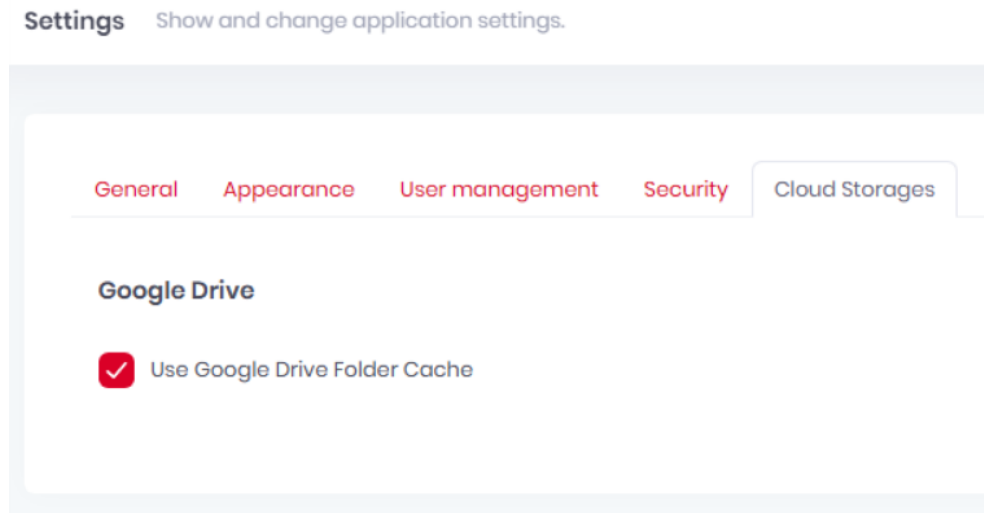 Settings Show and change application settings.
General Appearance User management Security Cloud Storages
Google Drive
Use Google Drive Folder Cache